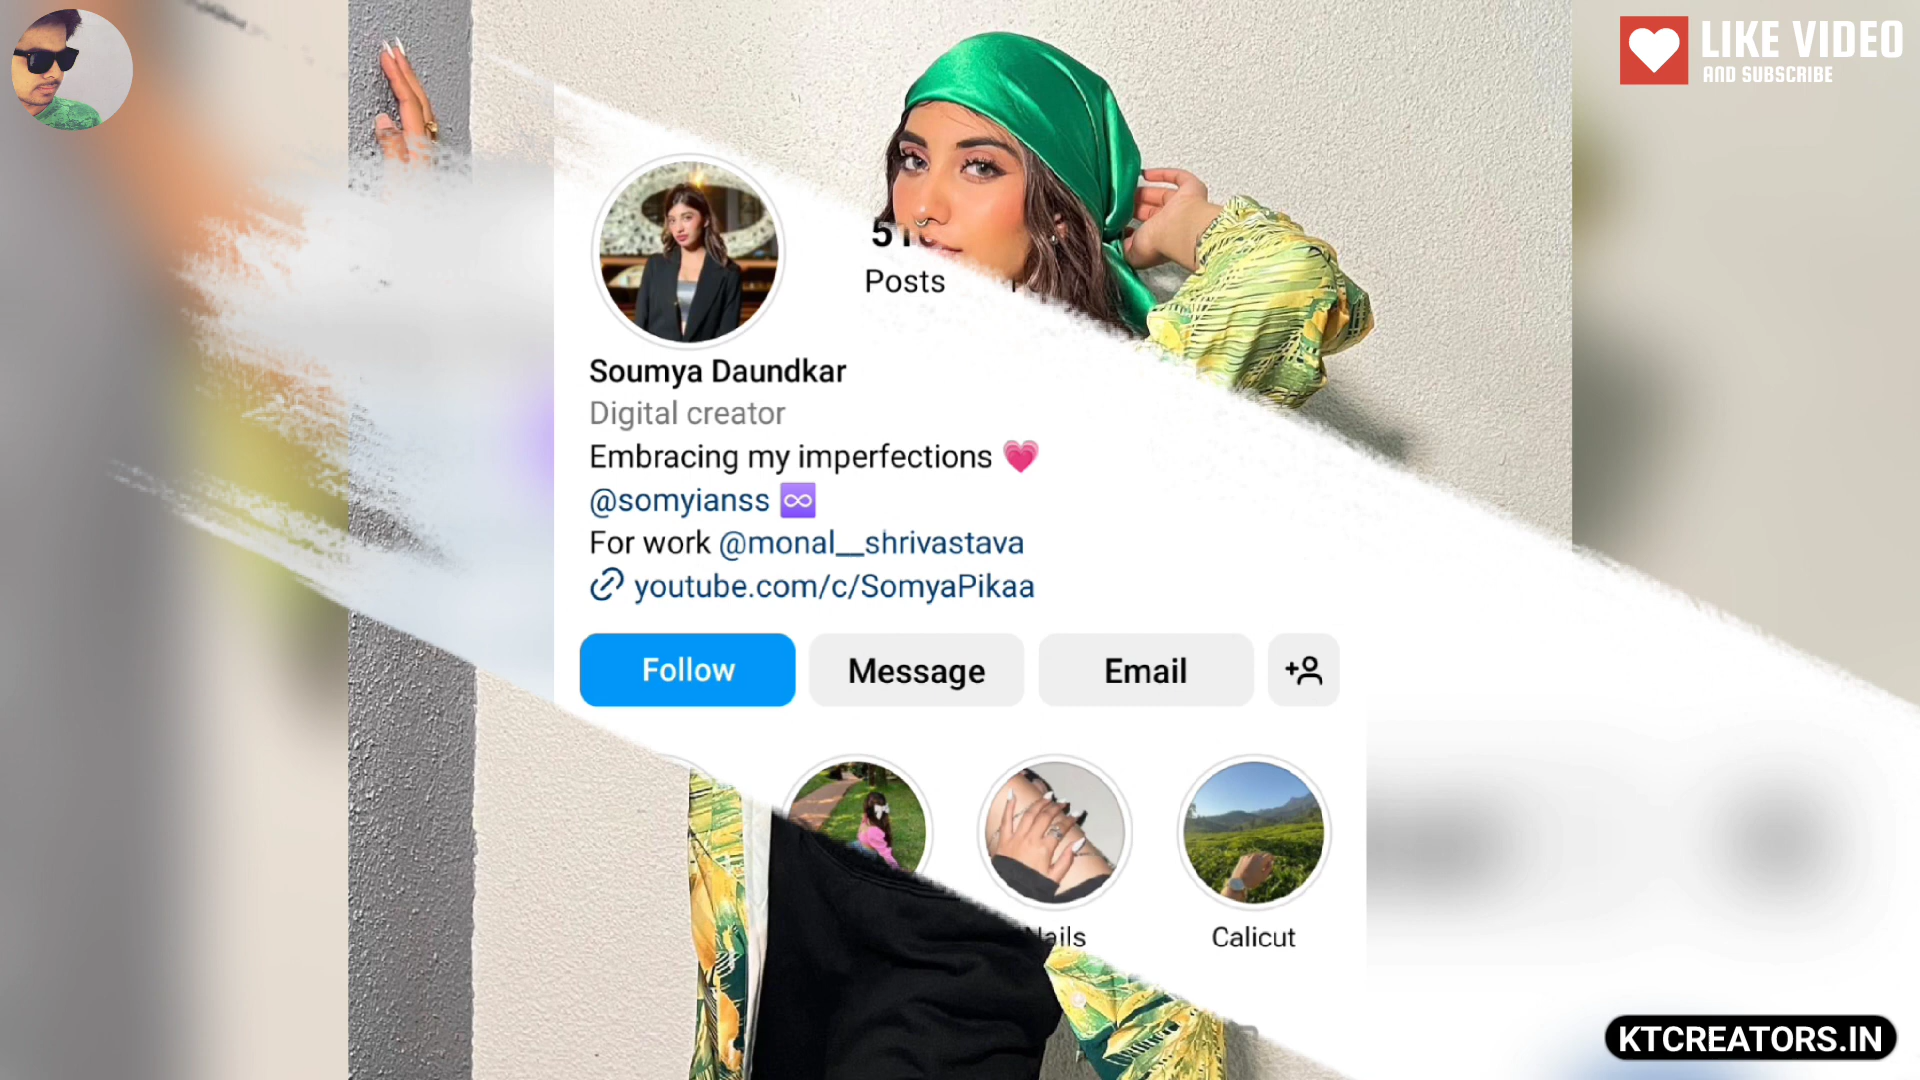 LIKE VIDEO
AND SUBSCRIBE
Posts
Soumya Daundkar
Digital creator
Embracing my imperfections 💗
@somyianss ♾
For work @monal__shrivastava
youtube.com/c/SomyaPikaa
Follow
Message
Email
Calicut
KTCREATORS.IN